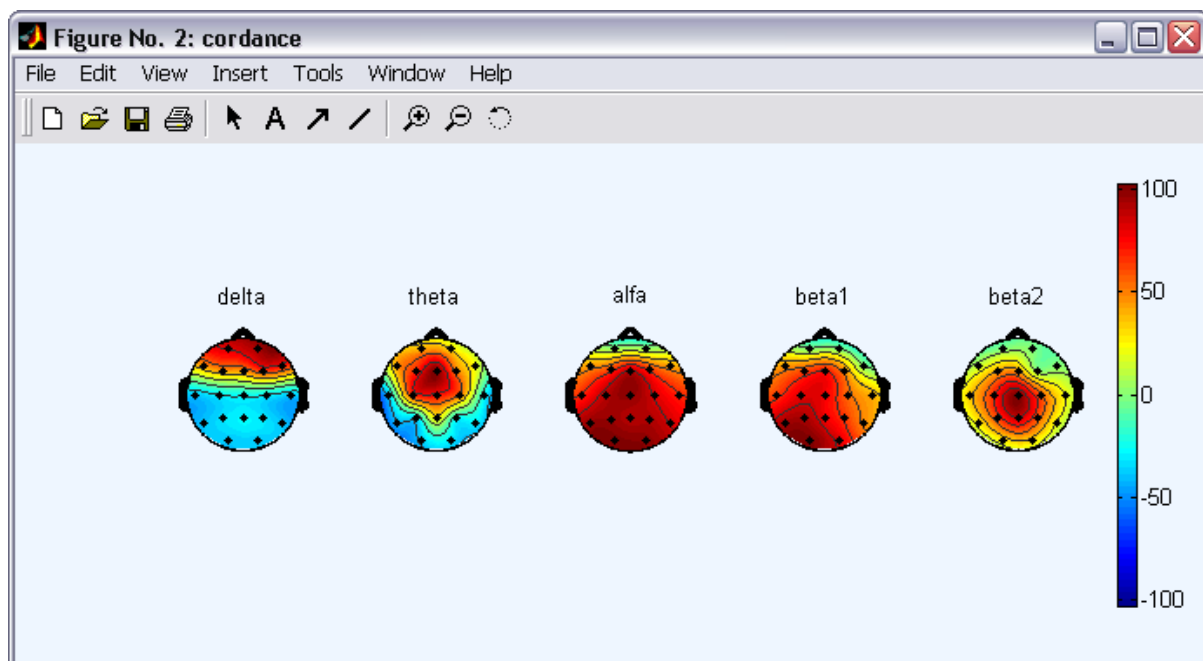 Figure No. 2: cordance
File Edit View Insert Tools Window Help
A
delta theta alfa beta1 beta2
100
50
0
-50
-100